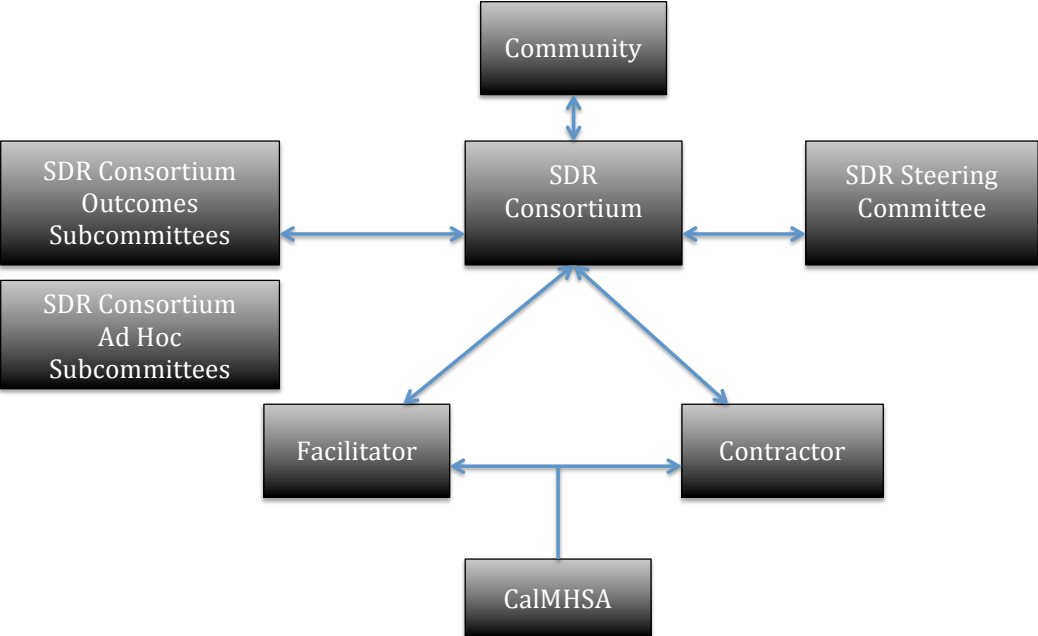 Community
SDR Consortium
Outcomes
Subcommittees
SDR
Consortium
SDR Steering
Committee
SDR Consortium
Ad Hoc
Subcommittees
Facilitator
Contractor
CalMHSA